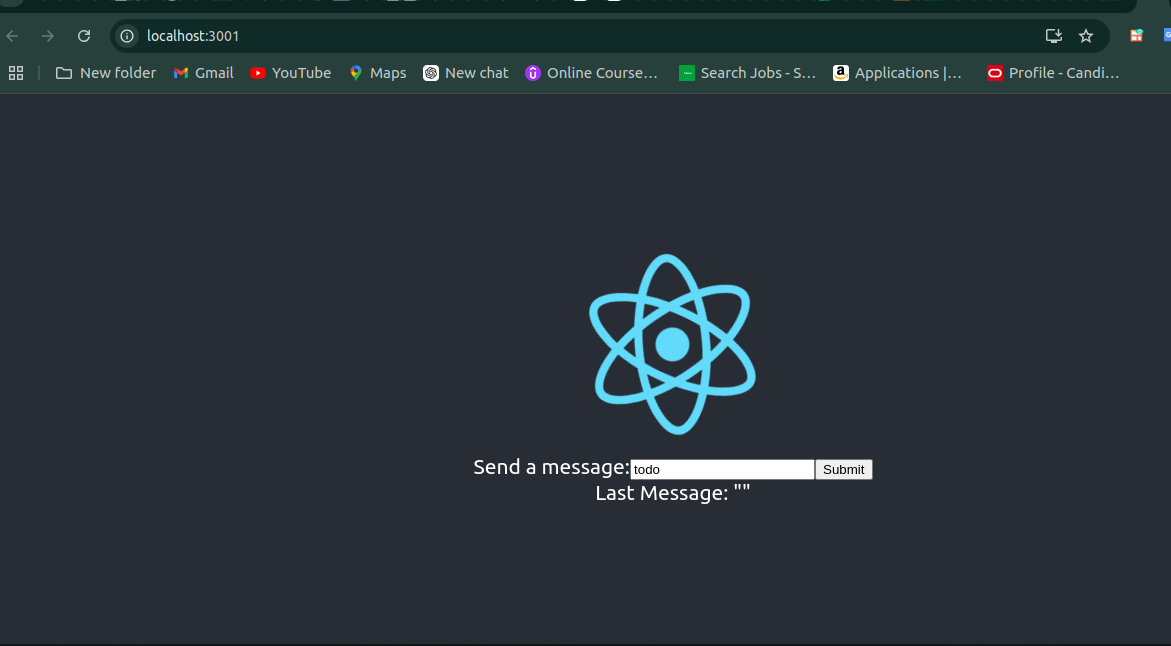 localhost:3001
New folder Gmail YouTube Maps New chat Online Course... Search Jobs - S... Applications |... Profile - Candi...
Send a message: todo Submit
Last Message: ""